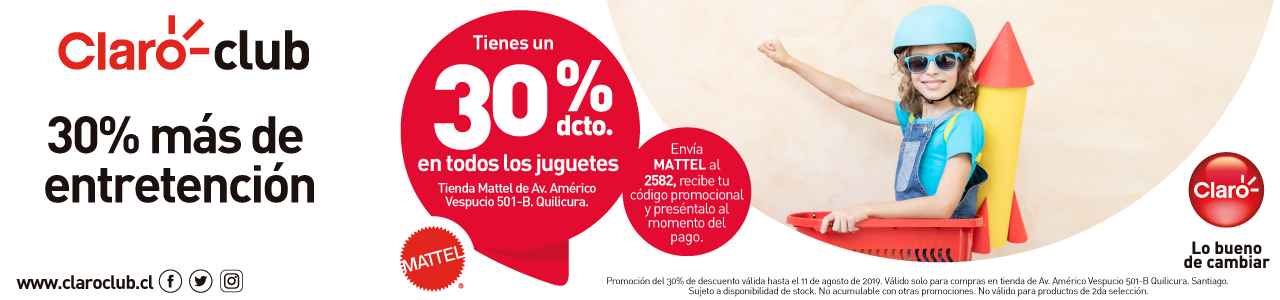 Claro-club
30% más de
entretención
www.claroclub.cl
Tienes un
30%
dcto.
en todos los juguetes
Tienda Mattel de Av. Américo
Vespucio 501-B. Quilicura.
MATTEL
®
Envía
MATTEL al
2582, recibe tu
código promocional
y preséntalo al
momento del
pago.
Claro
Lo bueno
de cambiar
Promoción del 30% de descuento válida hasta el 11 de agosto de 2019. Válido solo para compras en tienda de Av. Américo Vespucio 501-B Quilicura. Santiago.
Sujeto a disponibilidad de stock. No acumulable con otras promociones. No válido para productos de 2da selección.